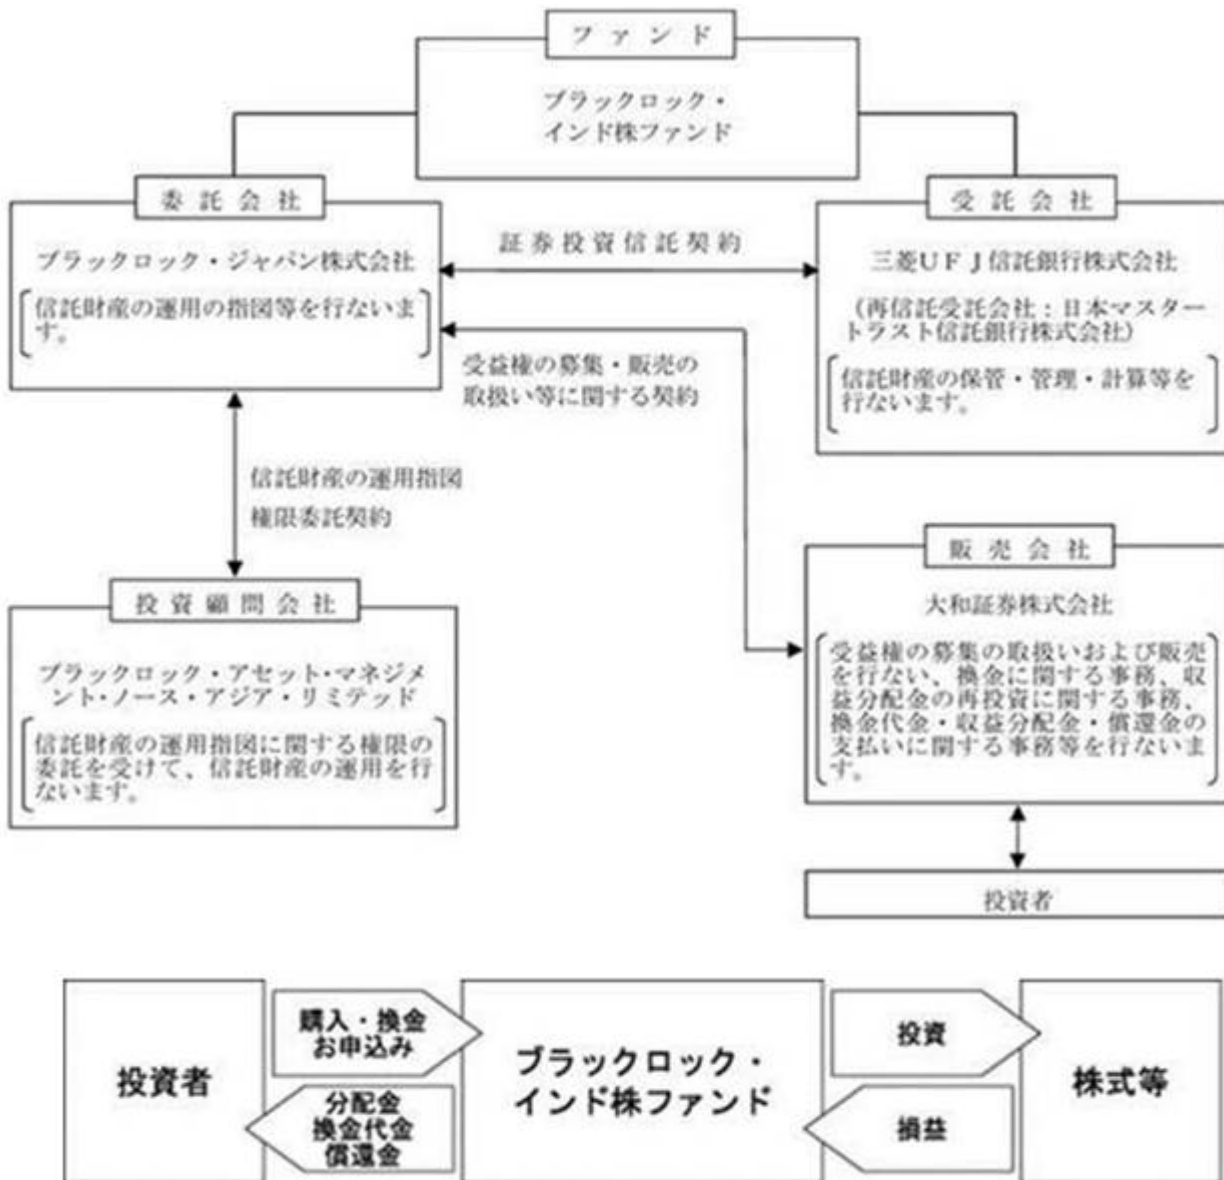 ファンド
ブラックロック・
インド株ファンド
委託会社
ブラックロック・ジャパン株式会社
信託財産の運用の指図等を行ないま
す。
証券投資信託契約
受託会社
三菱UFJ信託銀行株式会社
(再信託受託会社:日本マスター
トラスト信託銀行株式会社)
信託財産の保管・管理・計算等を
行ないます。
受益権の募集・販売の
取扱い等に関する契約
信託財産の運用指図
権限委託契約
投資顧問会社
ブラックロック・アセット・マネジメ
ント・ノース・アジア・リミテッド
信託財産の運用指図に関する権限の
委託を受けて、信託財産の運用を行
ないます。
販売会社
大和証券株式会社
受益権の募集の取扱いおよび販売
を行ない、換金に関する事務、収
益分配金の再投資に関する事務、
換金代金・収益分配金・償還金の
支払いに関する事務等を行ないま
す。
投資者
投資者
購入・換金
お申込み
分配金
換金代金
償還金
ブラックロック・
インド株ファンド
投資
損益
株式等